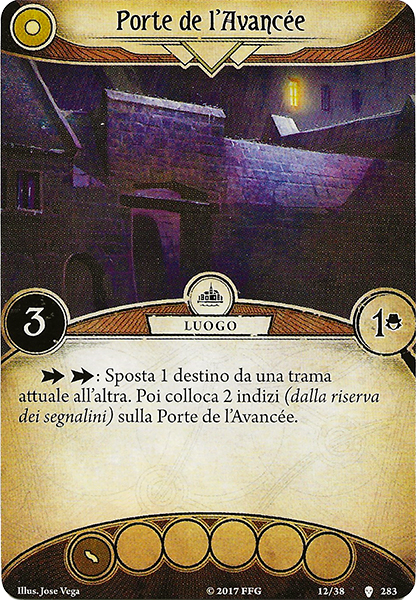 Porte de l'Avancée
3
LUOGO
1
: Sposta 1 destino da una trama
attuale all'altra. Poi colloca 2 indizi (dalla riserva
dei segnalini) sulla Porte de l'Avancée.
Illus. Jose Vega © 2017 FFG 12/38 283